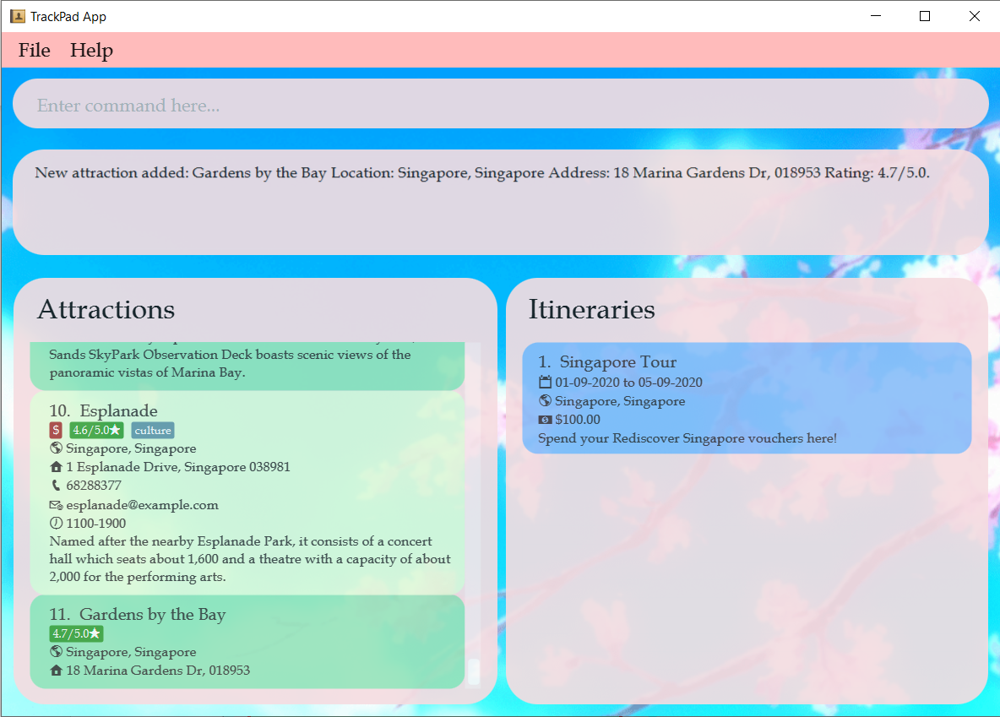 TrackPad App
File Help
Enter command here...
New attraction added: Gardens by the Bay Location: Singapore, Singapore Address: 18 Marina Gardens Dr, 018953 Rating: 4.7/5.0.
Attractions
Sands SkyPark Observation Deck boasts scenic views of the
panoramic vistas of Marina Bay.
10. Esplanade
$ 4.6/5.0★ culture
Singapore, Singapore
1 Esplanade Drive, Singapore 038981
68288377
esplanade@example.com
1100-1900
Named after the nearby Esplanade Park, it consists of a concert
hall which seats about 1,600 and a theatre with a capacity of about
2,000 for the performing arts.
11. Gardens by the Bay
4.7/5.0★
Singapore, Singapore
18 Marina Gardens Dr, 018953
Itineraries
1. Singapore Tour
01-09-2020 to 05-09-2020
Singapore, Singapore
$100.00
Spend your Rediscover Singapore vouchers here!